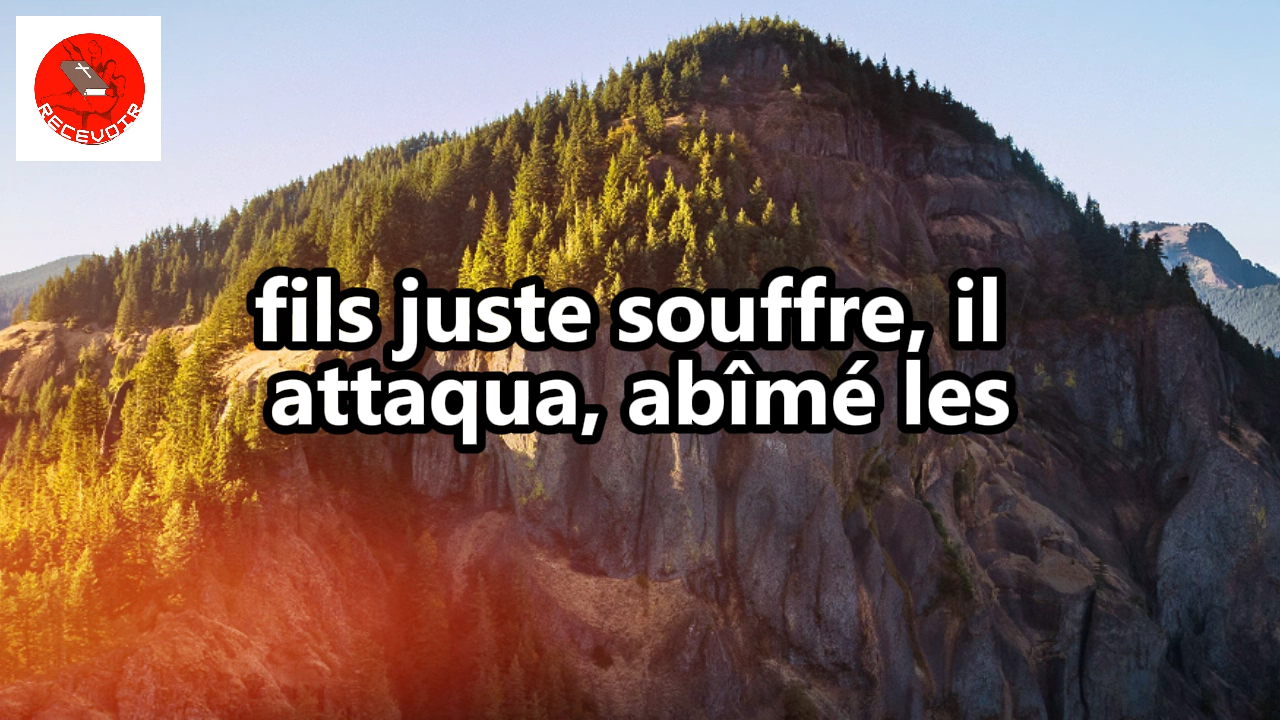 RECEVOIR
fils juste souffre, il
attaqua, abîmé les